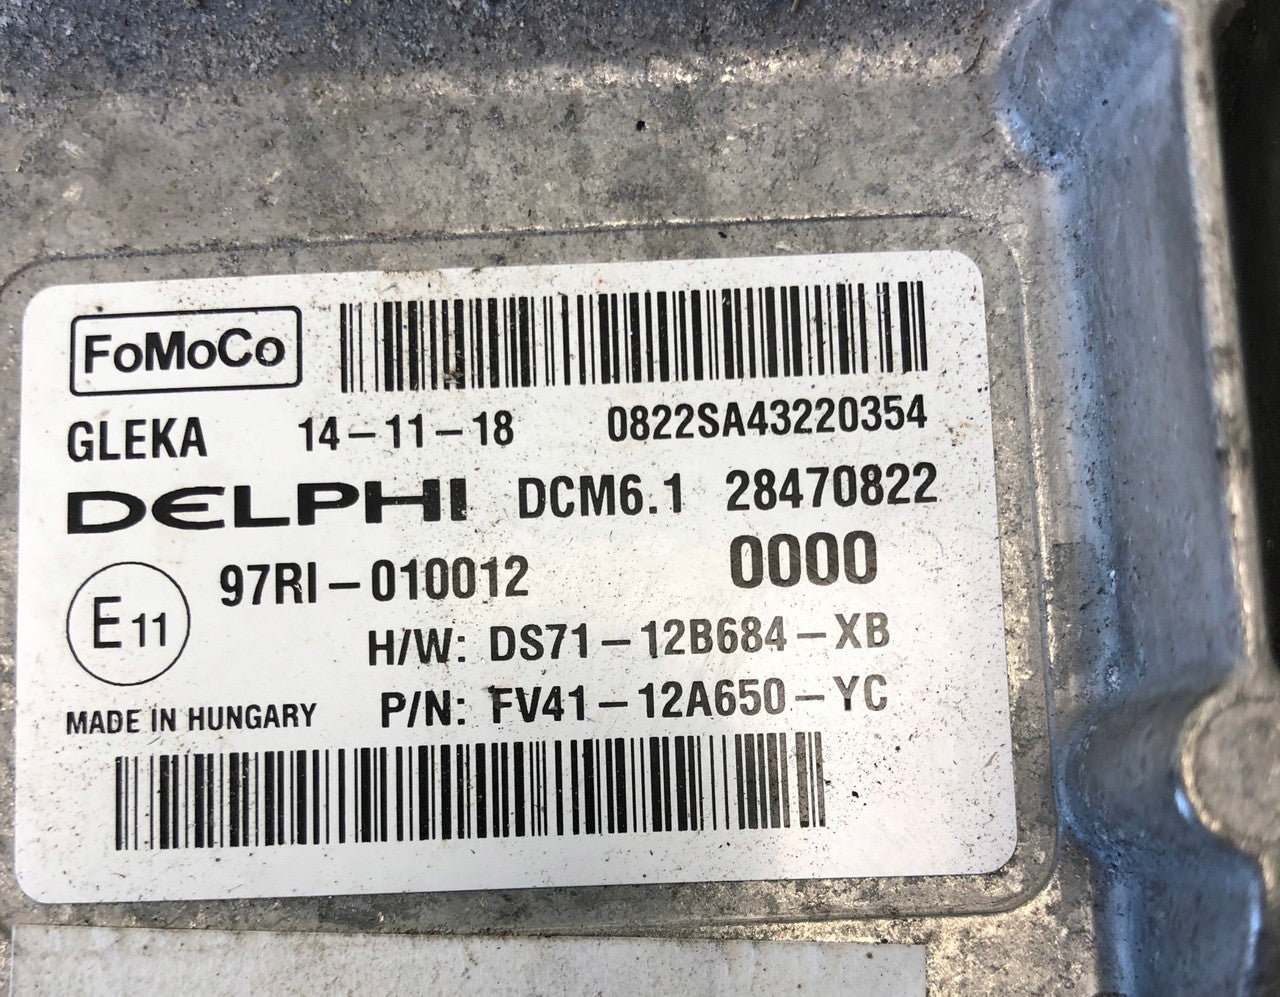 FoMoCo
GLEKA 14-11-18 0822SA43220354
DELPHI DCM6.1 28470822
97RI-010012 0000
E11
H/W: DS71-12B684-XB
MADE IN HUNGARY P/N: FV41-12A650-YC